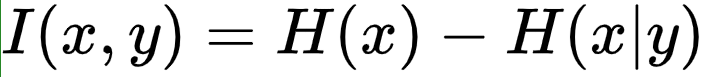 I(x, y) = H(x) − H(x|y)